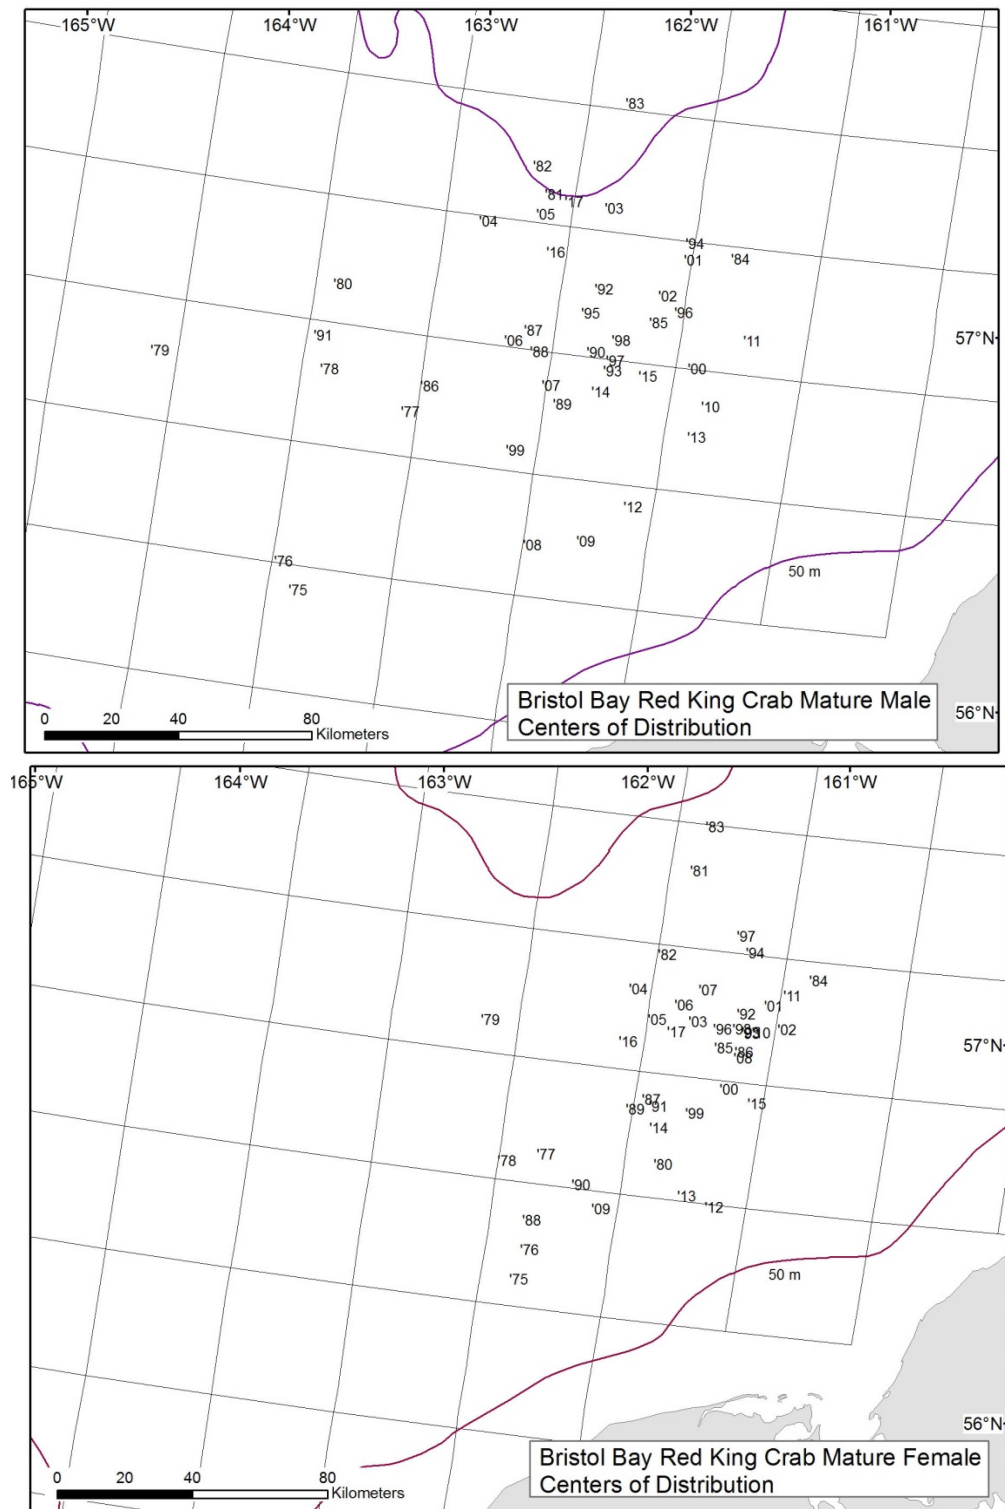 165°W 164°W 163°W 162°W 161°W
'83
'82
'81 '17
'03
'05
'04
'16
'94
'01 '84
'80
'92
'02
'95 '96
'85
'87
'91 '06 '98 '11 57°N
'79 '88 '90
'97
'78 '93 '15 '00
'86 '07 '14
'77 '89 '10
'13
'99
'12
'08 '09
'76
50 m
'75
Bristol Bay Red King Crab Mature Male
Centers of Distribution
56°N
0 20 40 80
Kilometers
165°W 164°W 163°W 162°W 161°W
'83
'81
'97
'94
'82
'84
'04 '07 '11
'06 '01
'92
'79 '05 '03
'17 '96 '98 '93 '10 '02
'16 '85 '86 57°N
'08
'00
'87 '15
'89 '91 '99
'14
'77
'78 '80
'90
'13 '12
'09
'88
'76
'75 50 m
56°N
Bristol Bay Red King Crab Mature Female
Centers of Distribution
0 20 40 80
Kilometers